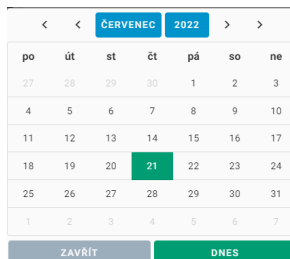 < < ČERVENEC 2022 > >
po út st čt pá so ne
27 28 29 30 1 2 3
4 5 6 7 8 9 10
11 12 13 14 15 16 17
18 19 20 21 22 23 24
25 26 27 28 29 30 31
1 2 3 4 5 6 7
ZAVŘÍT DNES